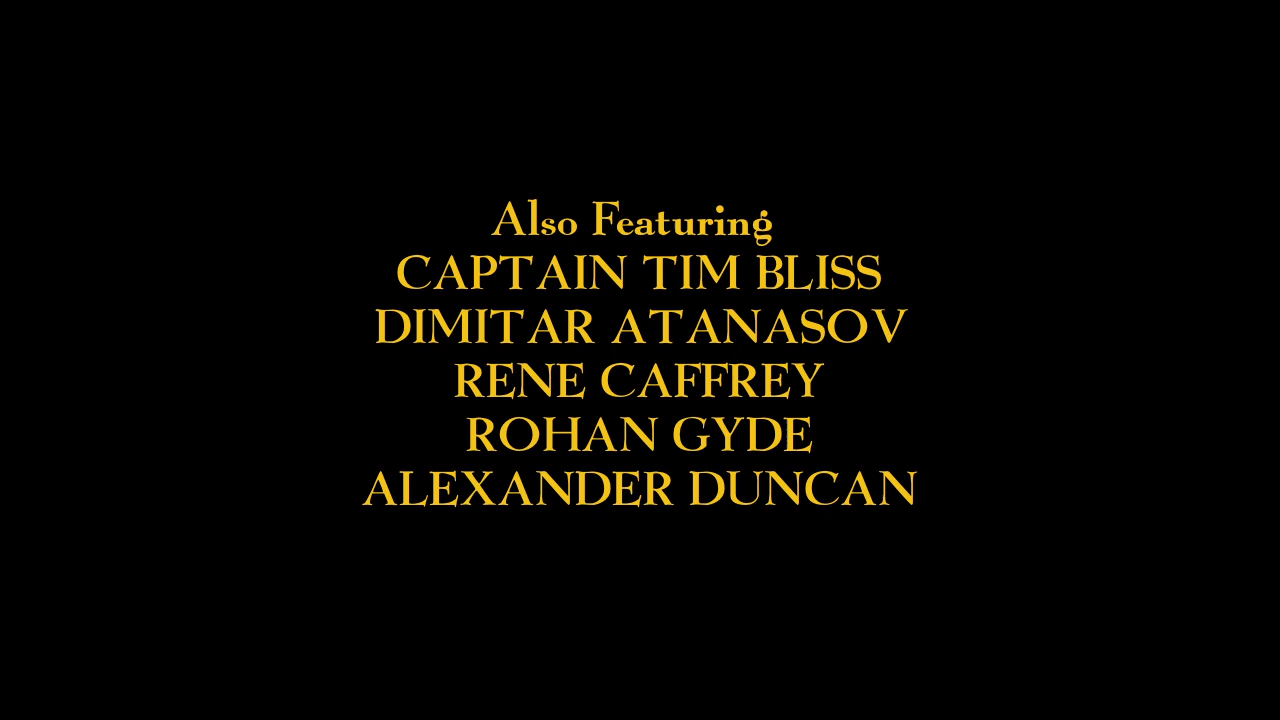 Also Featuring
CAPTAIN TIM BLISS
DIMITAR ATANASOV
RENE CAFFREY
ROHAN GYDE
ALEXANDER DUNCAN